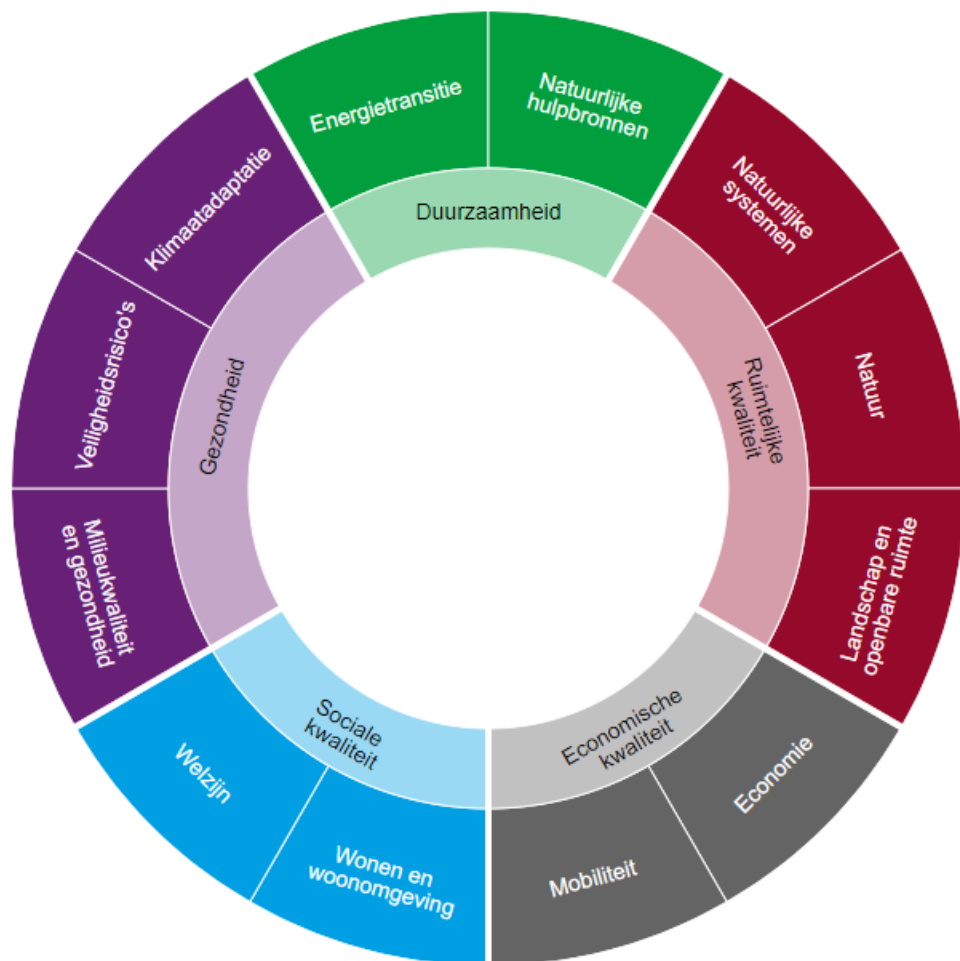 Energietransitie
Natuurlijke
hulpbronnen
Duurzaamheid
Natuurlijke
systemen
Natuur
Landschap en
openbare ruimte
Ruimtelijke
kwaliteit
Economie
Mobiliteit
Economische
kwaliteit
Wonen en
woonomgeving
Welzijn
Sociale
kwaliteit
Milieukwaliteit
en gezondheid
Veiligheidsrisico's
Klimaatadaptatie
Gezondheid